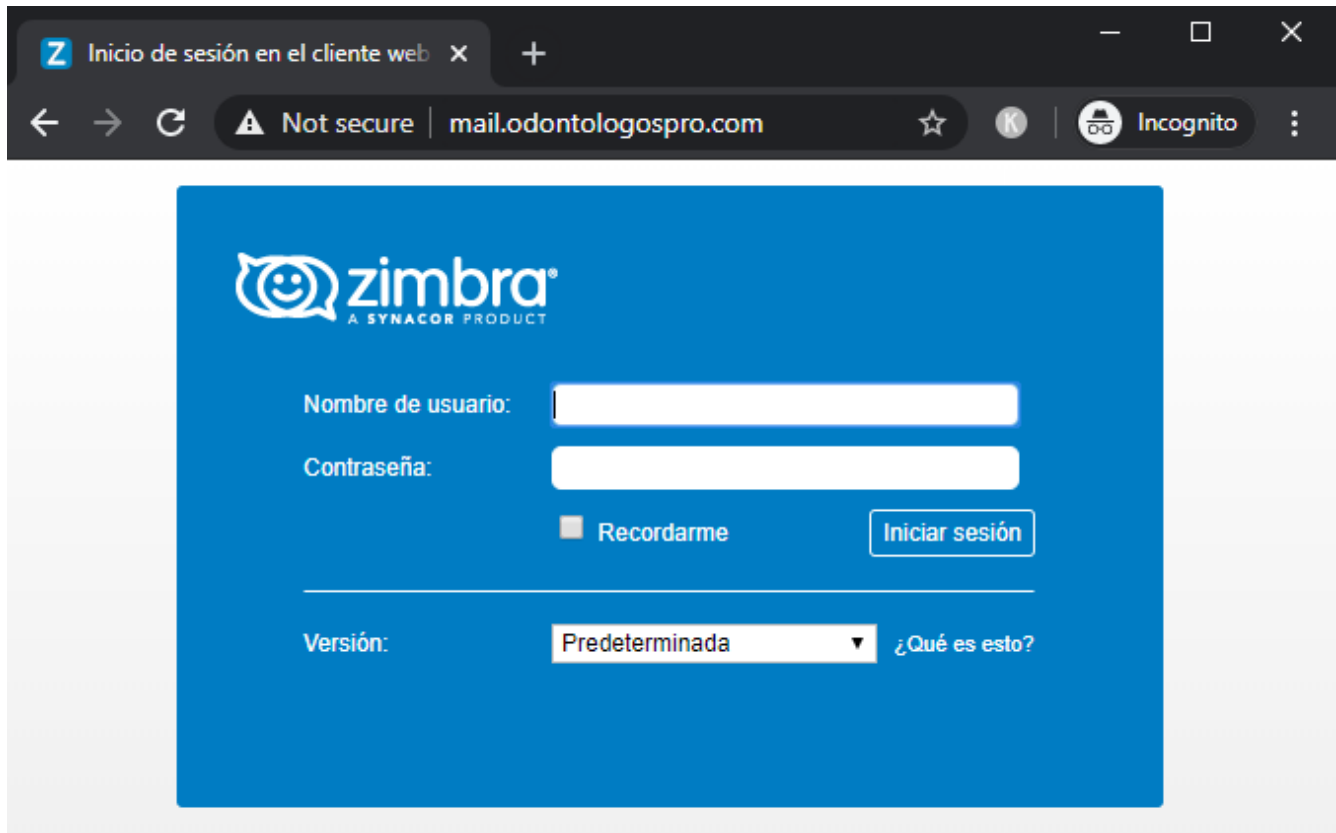 Inicio de sesión en el cliente web
Not secure mail.odontologospro.com
K
Incognito
zimbra®
A SYNACOR PRODUCT
Nombre de usuario:
Contraseña:
Recordarme Iniciar sesión
Versión: Predeterminada ¿Qué es esto?